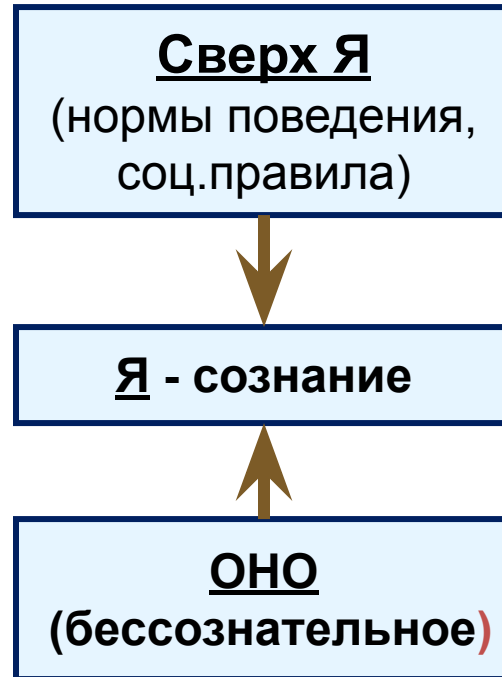 Сверх Я
(нормы поведения,
соц.правила)
Я - сознание
ОНО
(бессознательное)